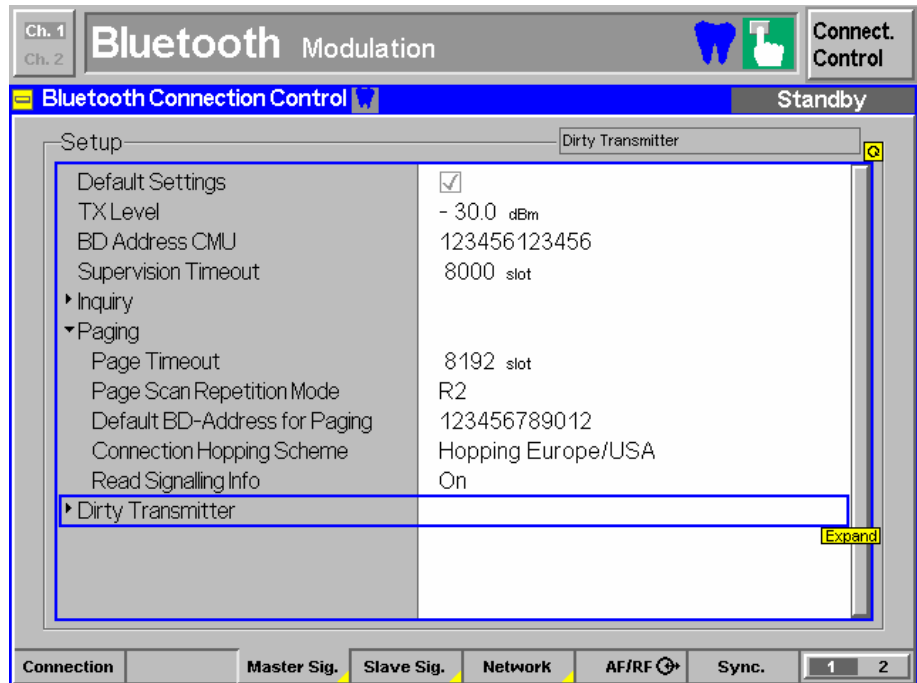 Ch. 1
Ch. 2
Bluetooth Modulation
Connect.
Control
Bluetooth Connection Control
Standby
Setup
Dirty Transmitter
Default Settings
TX Level - 30.0 dBm
BD Address CMU 123456123456
Supervision Timeout 8000 slot
Inquiry
Paging
Page Timeout 8192 slot
Page Scan Repetition Mode R2
Default BD-Address for Paging 123456789012
Connection Hopping Scheme Hopping Europe/USA
Read Signalling Info On
Dirty Transmitter
Expand
Connection Master Sig. Slave Sig. Network AF/RF Sync. 1 2